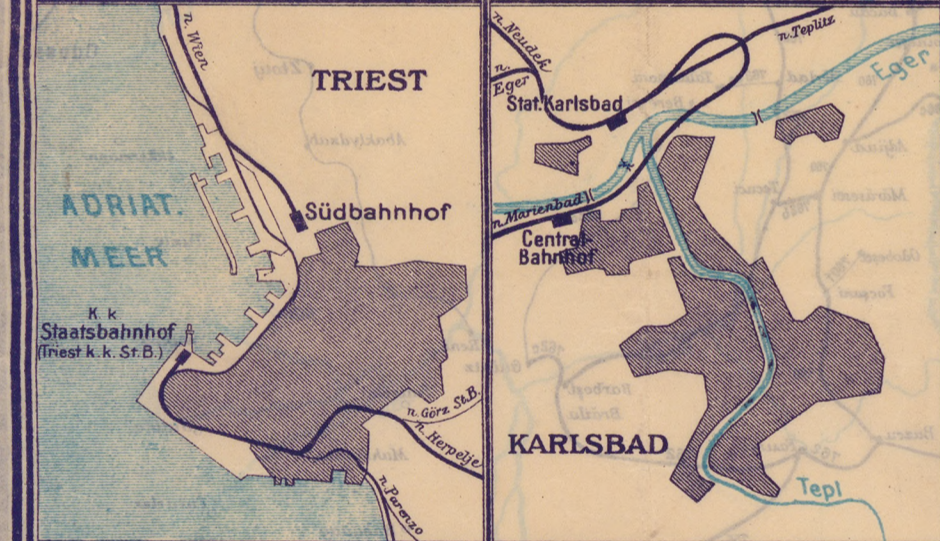 n. Wien
TRIEST
ADRIAT.
MEER
Südbahnhof
K. k
Staatsbahnhof
(Triest k. k. St. B.)
n. Görz St.B.
n. Herpelje
n. Parenzo
n. Neudek
n. Teplitz
n.
Eger
Eger
Stat. Karlsbad
n. Marienbad
Central-
Bahnhof
KARLSBAD
Tepl